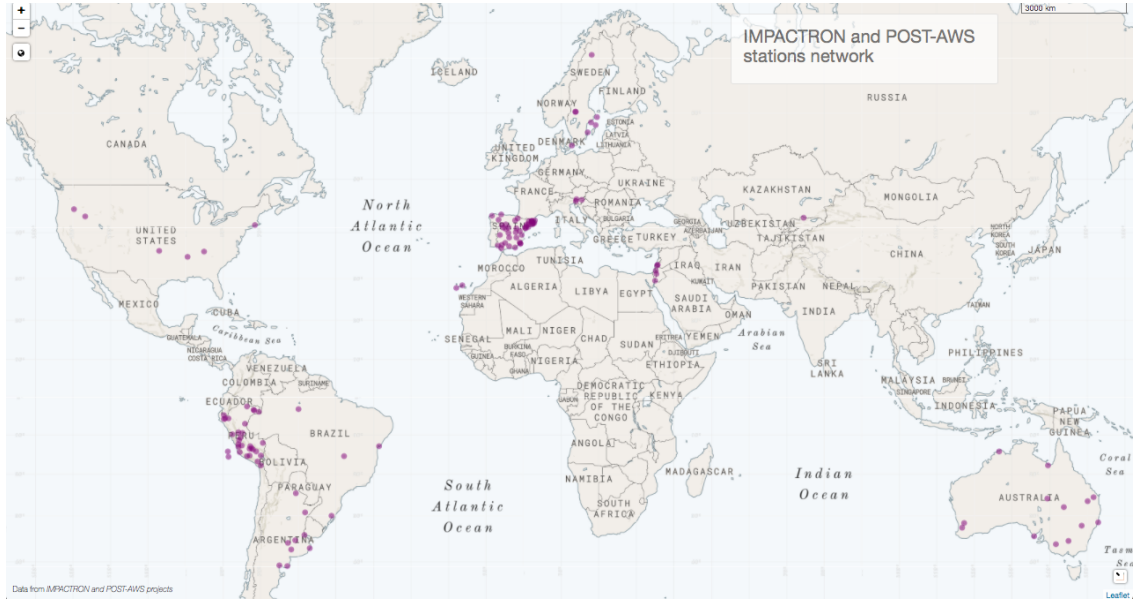 +
−
3000 km
IMPACTRON and POST-AWS
stations network
ICELAND
SWEDEN
FINLAND
NORWAY
RUSSIA
ESTONIA
LATVIA
LITHUANIA
DENMARK
UNITED
KINGDOM
CANADA
GERMANY
UKRAINE
FRANCE
KAZAKHSTAN
MONGOLIA
ROMANIA
North
Atlantic
Ocean
ITALY
BULGARIA
GEORGIA
AZERBAIJAN
UZBEKISTAN
TAJIKISTAN
NORTH
KOREA
SOUTH
KOREA
JAPAN
UNITED
STATES
GREECE
TURKEY
CHINA
TUNISIA
MOROCCO
IRAQ
IRAN
KUWAIT
PAKISTAN
NEPAL
ALGERIA
LIBYA
EGYPT
WESTERN
SAHARA
SAUDI
ARABIA
OMAN
INDIA
TAIWAN
MEXICO
CUBA
Caribbean Sea
GUATEMALA
NICARAGUA
COSTA RICA
MALI
NIGER
CHAD
SUDAN
ERITREA
YEMEN
DJIBOUTI
Arabian
Sea
SENEGAL
GUINEA
BURKINA
FASO
GHANA
NIGERIA
ETHIOPIA
SRI
LANKA
PHILIPPINES
VENEZUELA
COLOMBIA
SURINAME
MALAYSIA
BRUNEI
SINGAPORE
ECUADOR
GABON
DEMOCRATIC
REPUBLIC
OF THE
CONGO
KENYA
INDONESIA
PAPUA
NEW
GUINEA
PERU
BRAZIL
BOLIVIA
ANGOLA
MADAGASCAR
Indian
Ocean
Coral
Sea
PARAGUAY
South
Atlantic
Ocean
NAMIBIA
SOUTH
AFRICA
AUSTRALIA
ARGENTINA
Data from IMPACTRON and POST-AWS projects
Leaflet